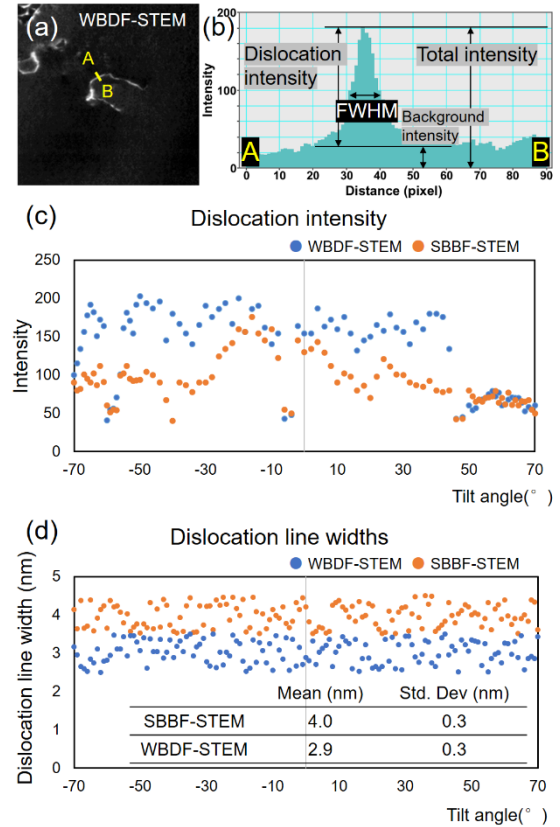 (a) WBDF-STEM
A
B
(b)
Dislocation intensity
Total intensity
FWHM
Background intensity
A
B
Intensity
180
100
0
0 10 20 30 40 50 60 70 80 90
Distance (pixel)
(c) Dislocation intensity
WBDF-STEM SBBF-STEM
Intensity
250
200
150
100
50
0
-70 -50 -30 -10 10 30 50 70
Tilt angle(°)
(d) Dislocation line widths
WBDF-STEM SBBF-STEM
Dislocation line width (nm)
5
4
3
2
1
0
Mean (nm) Std. Dev (nm)
SBBF-STEM 4.0 0.3
WBDF-STEM 2.9 0.3
-70 -50 -30 -10 10 30 50 70
Tilt angle(°)